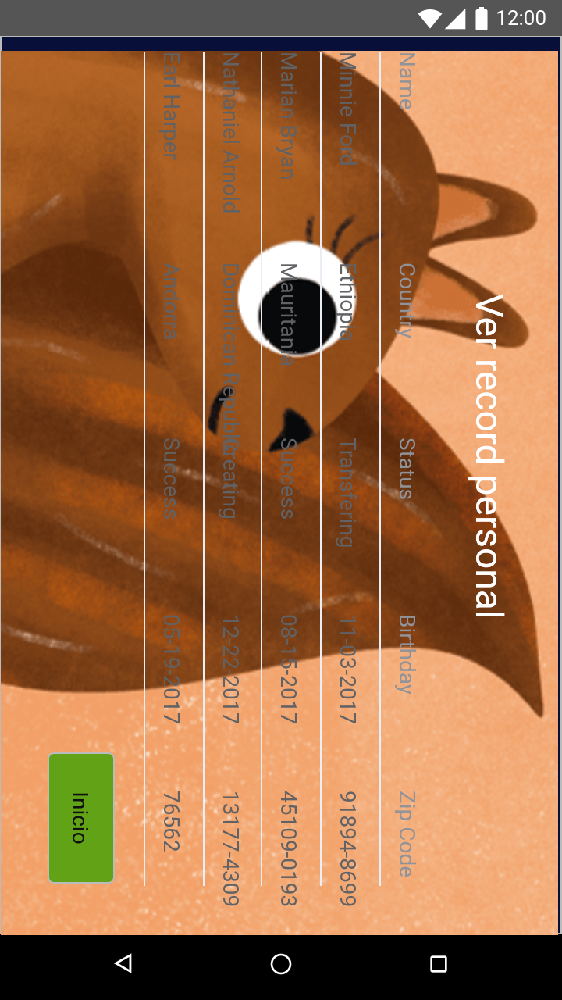 12:00
Ver record personal
Name Country Status Birthday Zip Code
Minnie Ford Ethiopia Transfering 11-03-2017 91894-8699
Marian Bryan Mauritania Success 08-15-2017 45109-0193
Nathaniel Arnold Dominican Republic Creating 12-22-2017 13177-4309
Earl Harper Andorra Success 05-19-2017 76562
Inicio